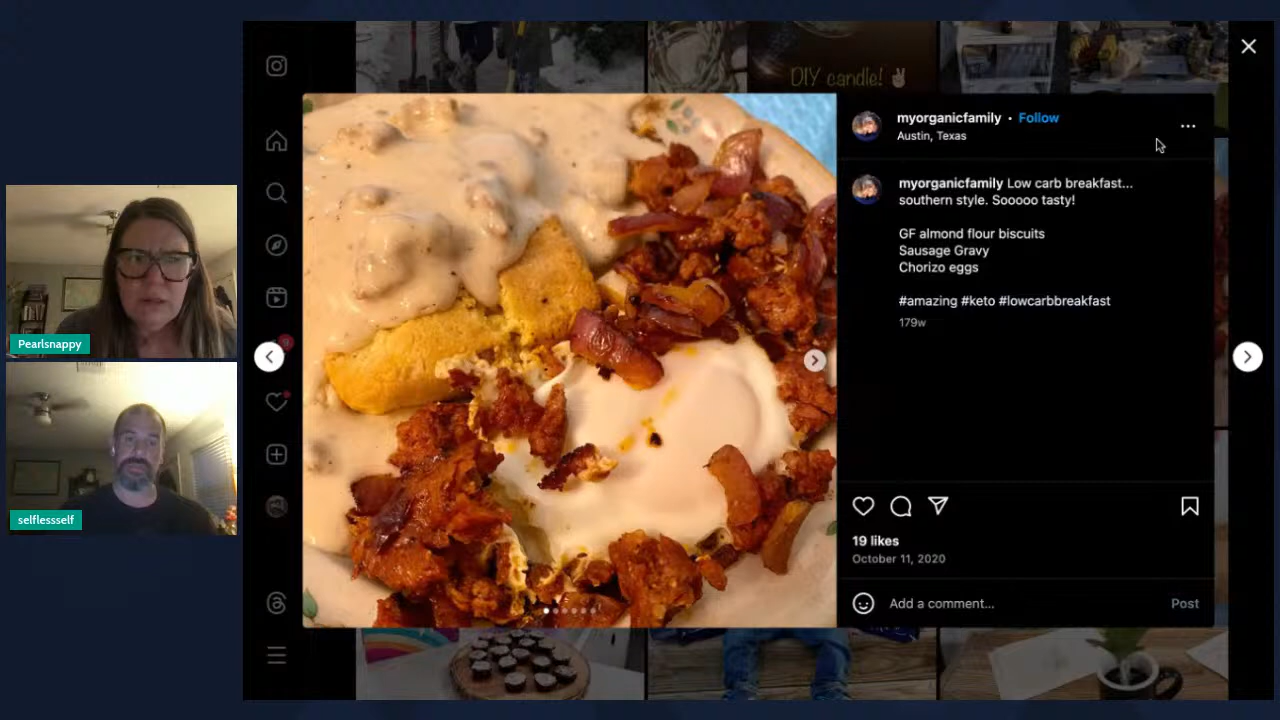 DIY candle! ✌
myorganicfamily • Follow
Austin, Texas
myorganicfamily Low carb breakfast...
southern style. Sooooo tasty!
GF almond flour biscuits
Sausage Gravy
Chorizo eggs
#amazing #keto #lowcarbbreakfast
179w
19 likes
October 11, 2020
Add a comment...
Post
Pearlsnappy
selflessself